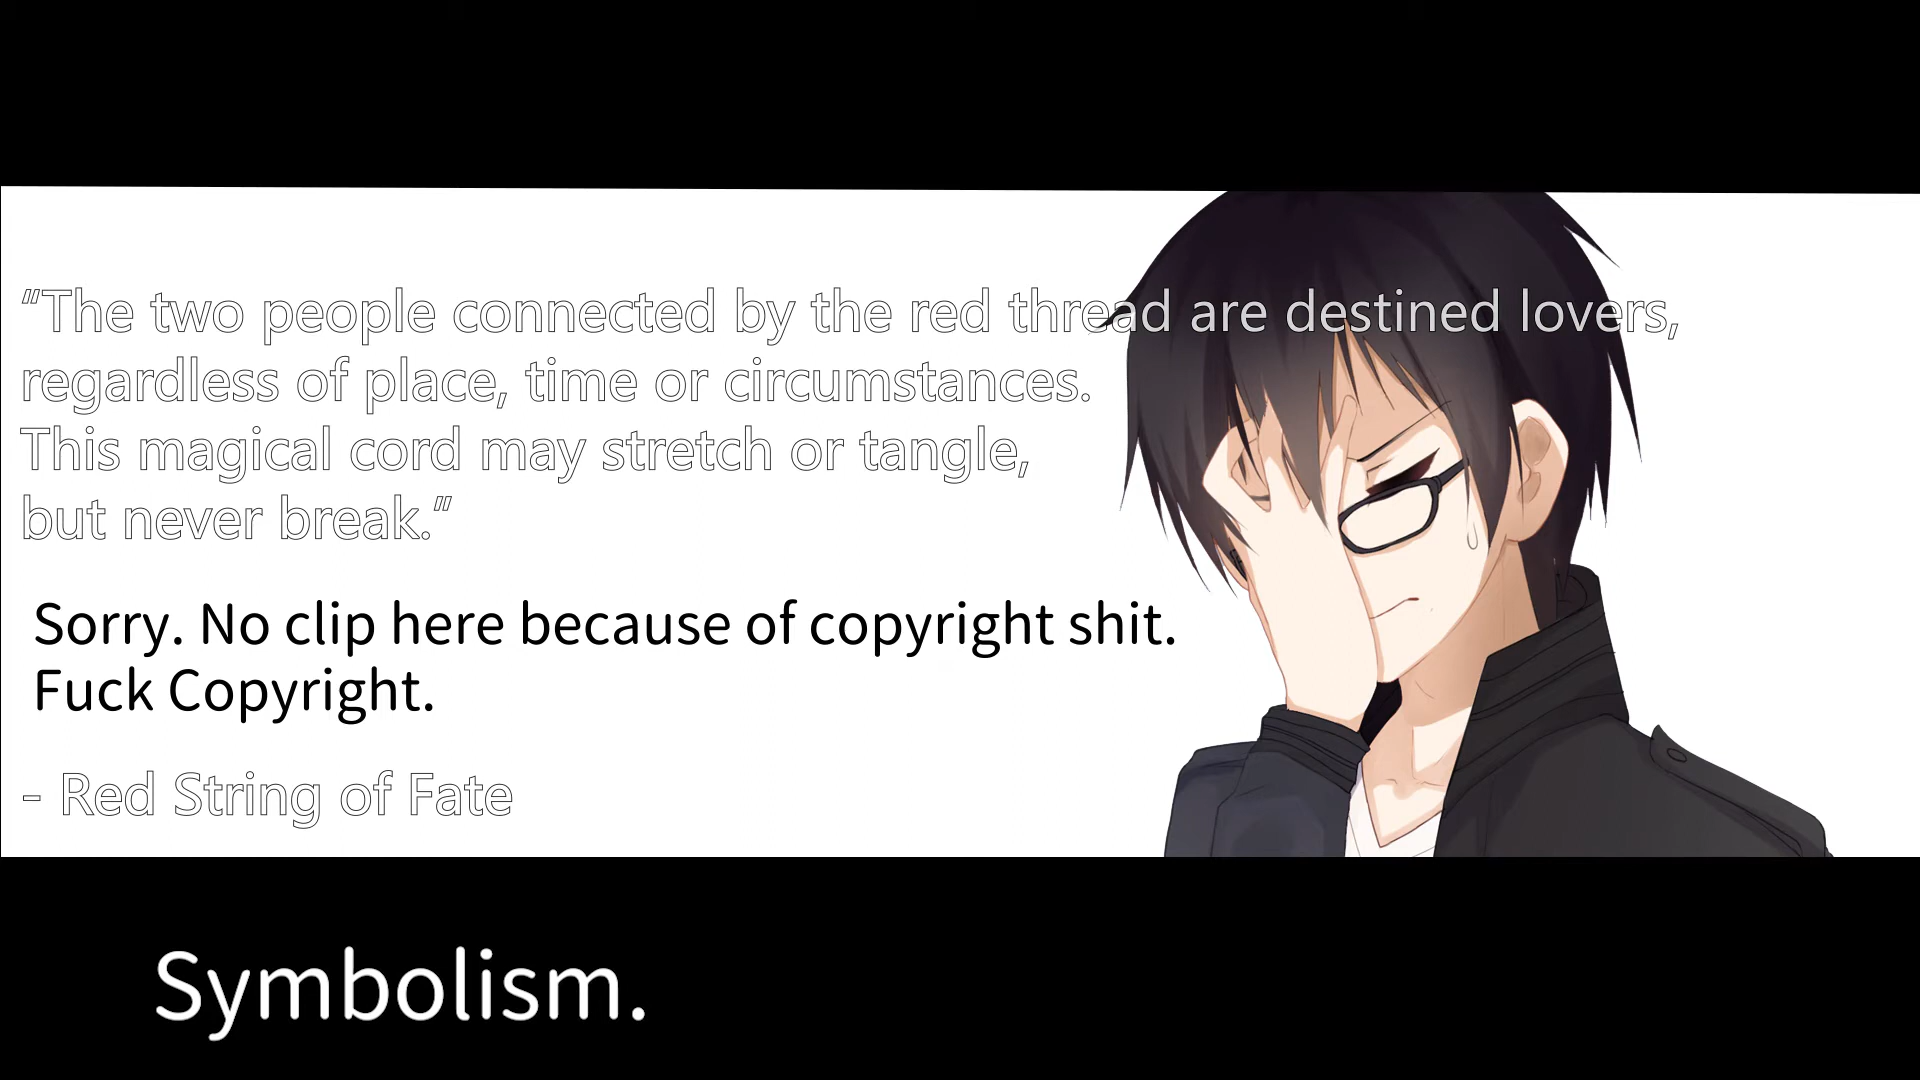 “The two people connected by the red thread are destined lovers,
regardless of place, time or circumstances.
This magical cord may stretch or tangle,
but never break.”
Sorry. No clip here because of copyright shit.
Fuck Copyright.
- Red String of Fate
Symbolism.